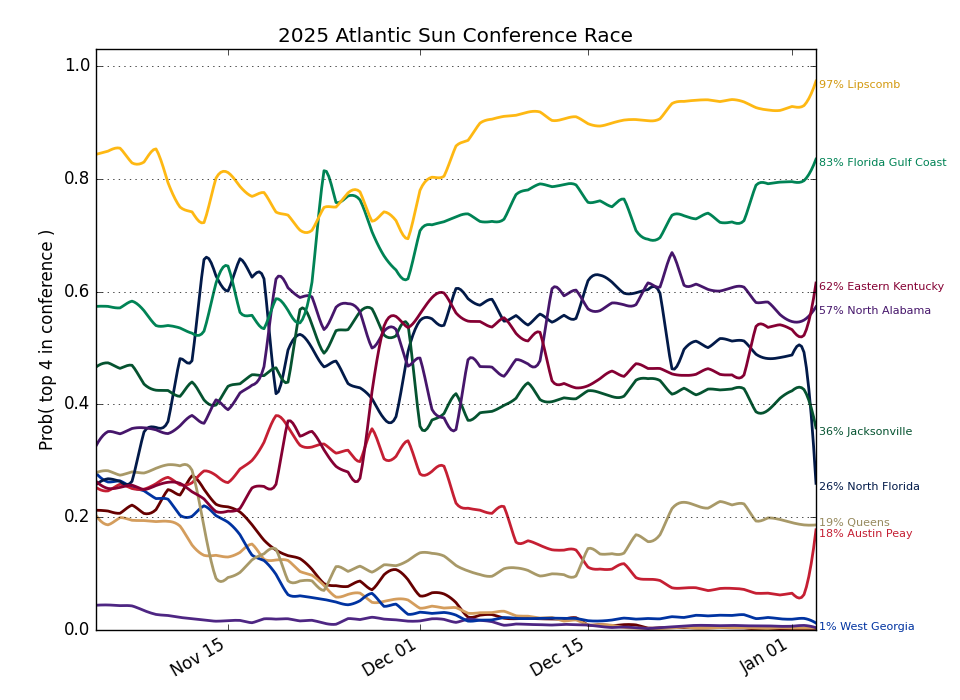 2025 Atlantic Sun Conference Race
Prob( top 4 in conference )
1.0
0.8
0.6
0.4
0.2
0.0
Nov 15
Dec 01
Dec 15
Jan 01
97% Lipscomb
83% Florida Gulf Coast
62% Eastern Kentucky
57% North Alabama
36% Jacksonville
26% North Florida
19% Queens
18% Austin Peay
1% West Georgia